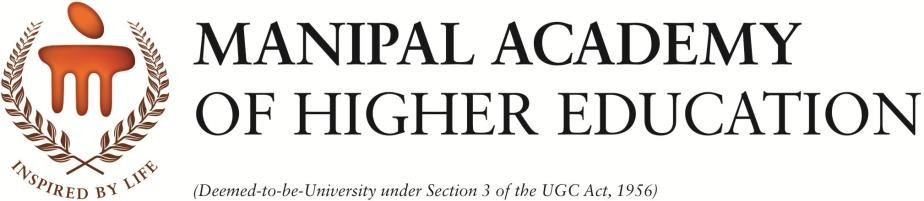 MANIPAL ACADEMY
OF HIGHER EDUCATION
INSPIRED BY LIFE
(Deemed-to-be-University under Section 3 of the UGC Act, 1956)